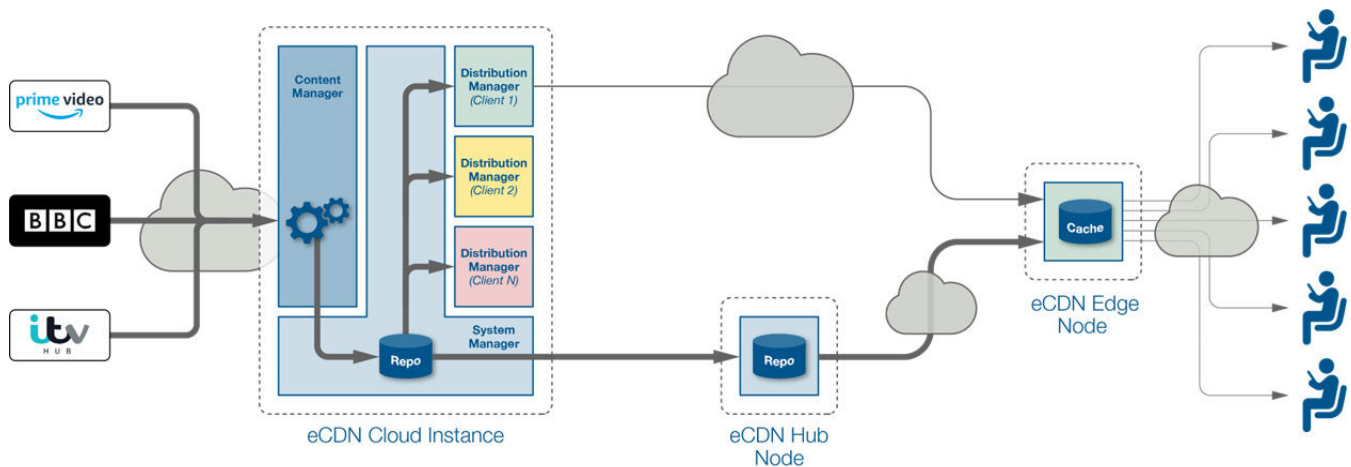 prime video
BBC
itv
HUB
Content
Manager
Distribution
Manager
(Client 1)
Distribution
Manager
(Client 2)
Distribution
Manager
(Client N)
System
Manager
Repo
eCDN Cloud Instance
Repo
eCDN Hub
Node
Cache
eCDN Edge
Node